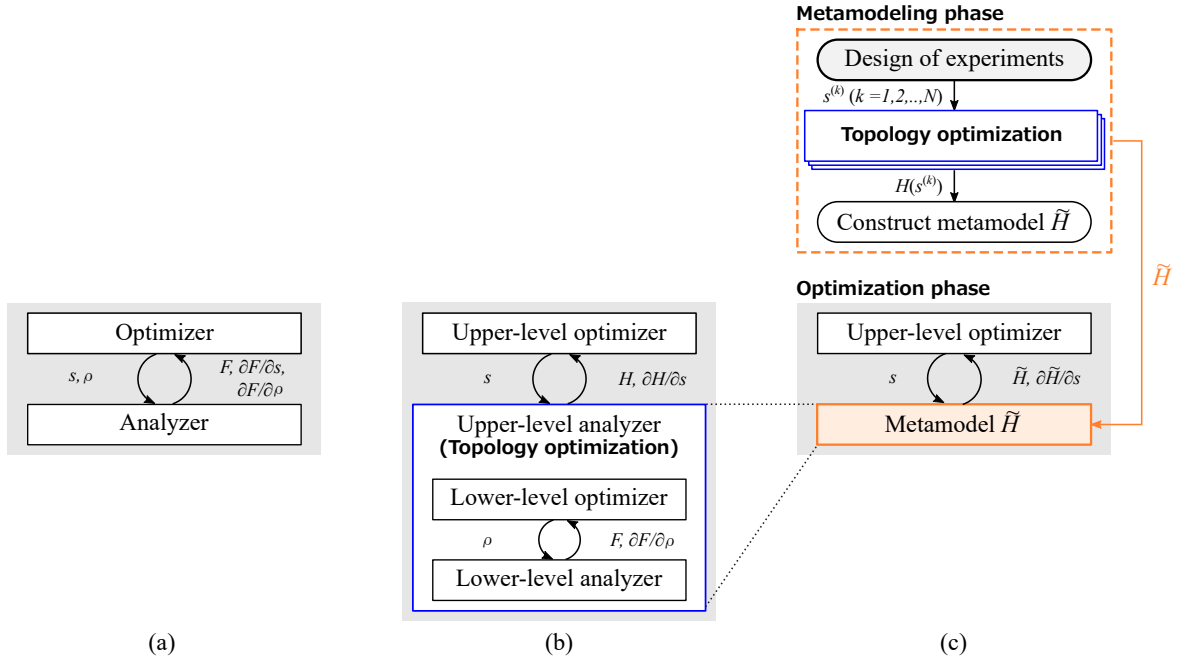 Metamodeling phase
Design of experiments
s^(k) (k =1,2,..,N)
Topology optimization
H(s^(k))
Construct metamodel H̃
H̃
Optimizer
s, ρ
F, ∂F/∂s,
∂F/∂ρ
Analyzer
(a)
Upper-level optimizer
s
H, ∂H/∂s
Upper-level analyzer
(Topology optimization)
Lower-level optimizer
ρ
F, ∂F/∂ρ
Lower-level analyzer
(b)
Optimization phase
Upper-level optimizer
s
H̃, ∂H̃/∂s
Metamodel H̃
(c)